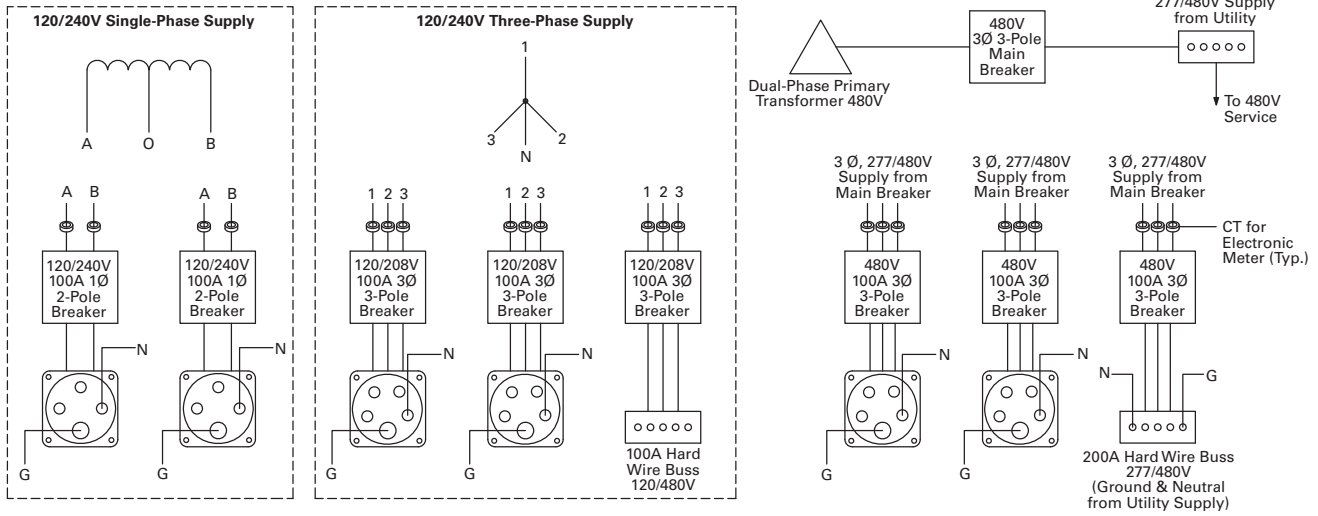 120/240V Single-Phase Supply
A
O
B
A B
A B
120/240V
100A 1Ø
2-Pole
Breaker
120/240V
100A 1Ø
2-Pole
Breaker
N
N
G
G
120/240V Three-Phase Supply
1
3
2
N
1 2 3
1 2 3
1 2 3
120/208V
100A 3Ø
3-Pole
Breaker
120/208V
100A 3Ø
3-Pole
Breaker
120/208V
100A 3Ø
3-Pole
Breaker
N
N
G
G
100A Hard
Wire Buss
120/480V
Dual-Phase Primary
Transformer 480V
480V
3Ø 3-Pole
Main
Breaker
277/480V Supply
from Utility
To 480V
Service
3 Ø, 277/480V
Supply from
Main Breaker
3 Ø, 277/480V
Supply from
Main Breaker
3 Ø, 277/480V
Supply from
Main Breaker
CT for
Electronic
Meter (Typ.)
480V
100A 3Ø
3-Pole
Breaker
480V
100A 3Ø
3-Pole
Breaker
480V
100A 3Ø
3-Pole
Breaker
N
N
N
G
G
G
200A Hard Wire Buss
277/480V
(Ground & Neutral
from Utility Supply)